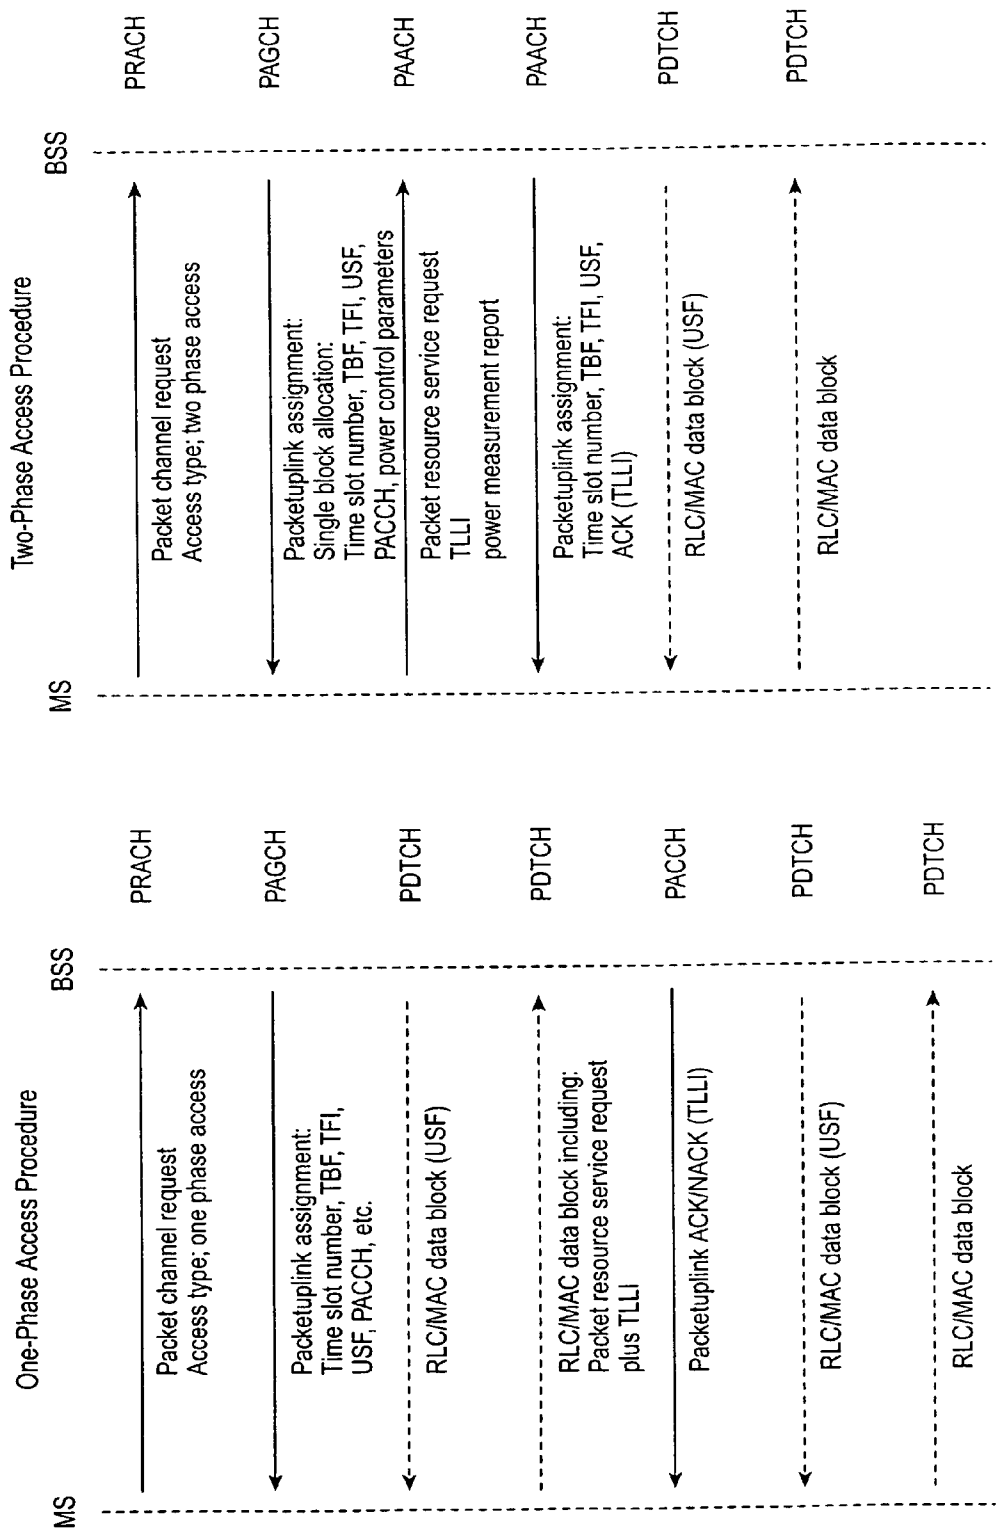 One-Phase Access Procedure
MS
BSS
Packet channel request
Access type; one phase access
PRACH
Packetuplink assignment:
Time slot number, TBF, TFI,
USF, PACCH, etc.
PAGCH
RLC/MAC data block (USF)
PDTCH
RLC/MAC data block including:
Packet resource service request
plus TLLI
PDTCH
Packetuplink ACK/NACK (TLLI)
PACCH
RLC/MAC data block (USF)
PDTCH
RLC/MAC data block
PDTCH
Two-Phase Access Procedure
MS
BSS
Packet channel request
Access type; two phase access
PRACH
Packetuplink assignment:
Single block allocation:
Time slot number, TBF, TFI, USF,
PACCH, power control parameters
PAGCH
Packet resource service request
TLLI
power measurement report
PAACH
Packetuplink assignment:
Time slot number, TBF, TFI, USF,
ACK (TLLI)
PAACH
RLC/MAC data block (USF)
PDTCH
RLC/MAC data block
PDTCH